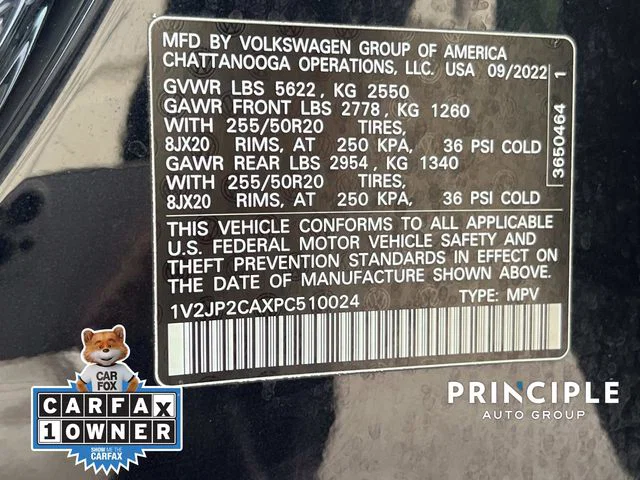 MFD BY VOLKSWAGEN GROUP OF AMERICA
CHATTANOOGA OPERATIONS, LLC. USA 09/2022
GVWR LBS 5622, KG 2550
GAWR FRONT LBS 2778, KG 1260
WITH 255/50R20 TIRES,
8JX20 RIMS, AT 250 KPA, 36 PSI COLD
GAWR REAR LBS 2954, KG 1340
WITH 255/50R20 TIRES,
8JX20 RIMS, AT 250 KPA, 36 PSI COLD
THIS VEHICLE CONFORMS TO ALL APPLICABLE
U.S. FEDERAL MOTOR VEHICLE SAFETY AND
THEFT PREVENTION STANDARDS IN EFFECT ON
THE DATE OF MANUFACTURE SHOWN ABOVE.
1V2JP2CAXPC510024 TYPE: MPV
3650464 1
CAR
FOX
CARFAX
1 OWNER
SHOW ME THE
CARFAX
PRINCIPLE
AUTO GROUP